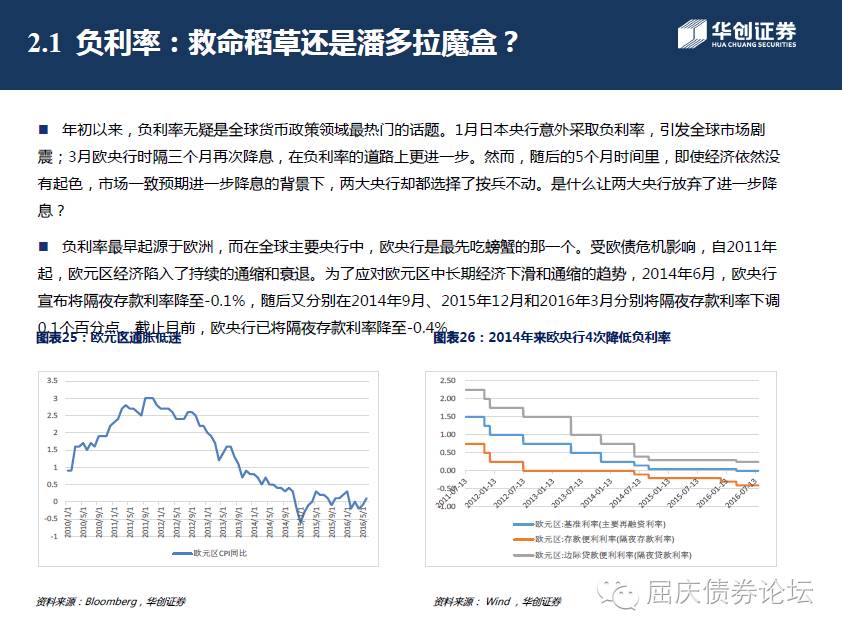 2.1 负利率：救命稻草还是潘多拉魔盒？
华创证券
HUA CHUANG SECURITIES
■ 年初以来，负利率无疑是全球货币政策领域最热门的话题。1月日本央行意外采取负利率，引发全球市场剧
震；3月欧央行时隔三个月再次降息，在负利率的道路上更进一步。然而，随后的5个月时间里，即使经济依然没
有起色，市场一致预期进一步降息的背景下，两大央行却都选择了按兵不动。是什么让两大央行放弃了进一步降
息？
■ 负利率最早起源于欧洲，而在全球主要央行中，欧央行是最先吃螃蟹的那一个。受欧债危机影响，自2011年
起，欧元区经济陷入了持续的通缩和衰退。为了应对欧元区中长期经济下滑和通缩的趋势，2014年6月，欧央行
宣布将隔夜存款利率降至-0.1%，随后又分别在2014年9月、2015年12月和2016年3月分别将隔夜存款利率下调
0.1个百分点。截止目前，欧央行已将隔夜存款利率降至-0.4%。
图表25：欧元区通胀低迷
3.5
3
2.5
2
1.5
1
0.5
0
-0.5
-1
2010/1/1
2010/5/1
2010/9/1
2011/1/1
2011/5/1
2011/9/1
2012/1/1
2012/5/1
2012/9/1
2013/1/1
2013/5/1
2013/9/1
2014/1/1
2014/5/1
2014/9/1
2015/1/1
2015/5/1
2015/9/1
2016/1/1
2016/5/1
欧元区CPI同比
资料来源：Bloomberg，华创证券
图表26：2014年来欧央行4次降低负利率
2.50
2.00
1.50
1.00
0.50
0.00
-0.50
-1.00
2011-07-13
2012-01-13
2012-07-13
2013-01-13
2013-07-13
2014-01-13
2014-07-13
2015-01-13
2015-07-13
2016-01-13
2016-07-13
欧元区:基准利率(主要再融资利率)
欧元区:存款便利利率(隔夜存款利率)
欧元区:边际贷款便利利率(隔夜贷款利率)
资料来源： Wind ，华创证券
屈庆债券论坛